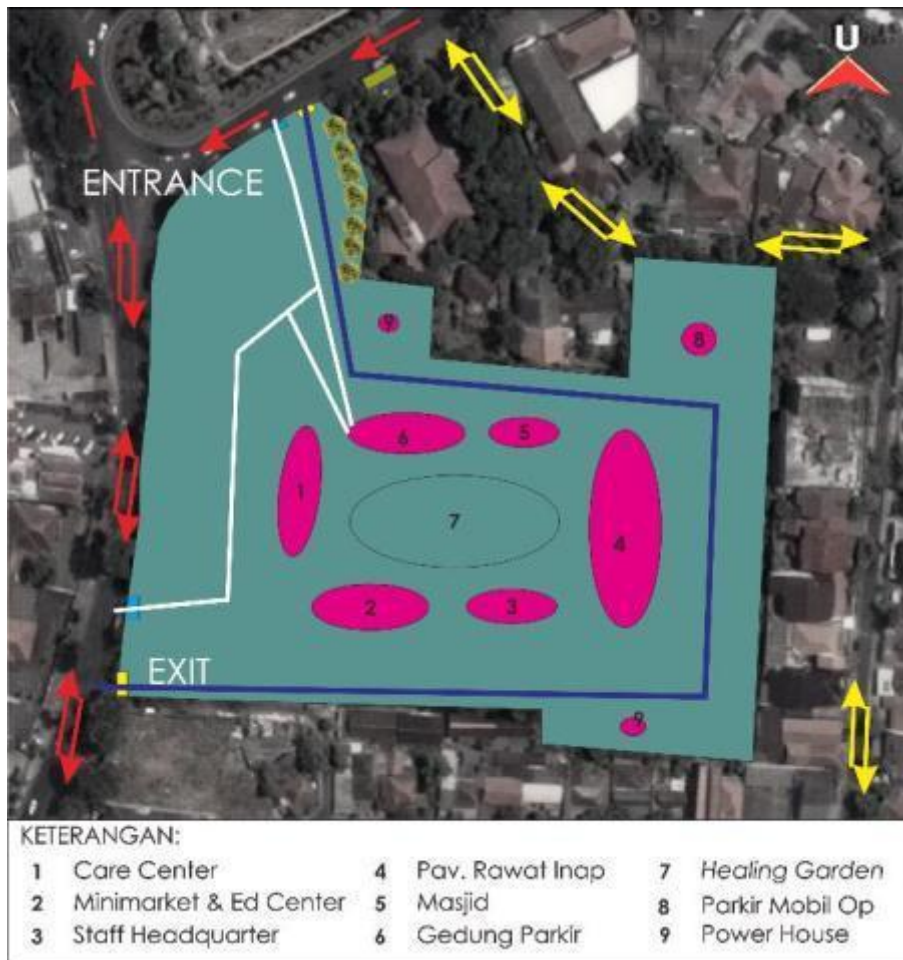 U
ENTRANCE
9
8
6
5
1
7
4
2
3
EXIT
9
KETERANGAN:
1 Care Center
2 Minimarket & Ed Center
3 Staff Headquarter
4 Pav. Rawat Inap
5 Masjid
6 Gedung Parkir
7 Healing Garden
8 Parkir Mobil Op
9 Power House